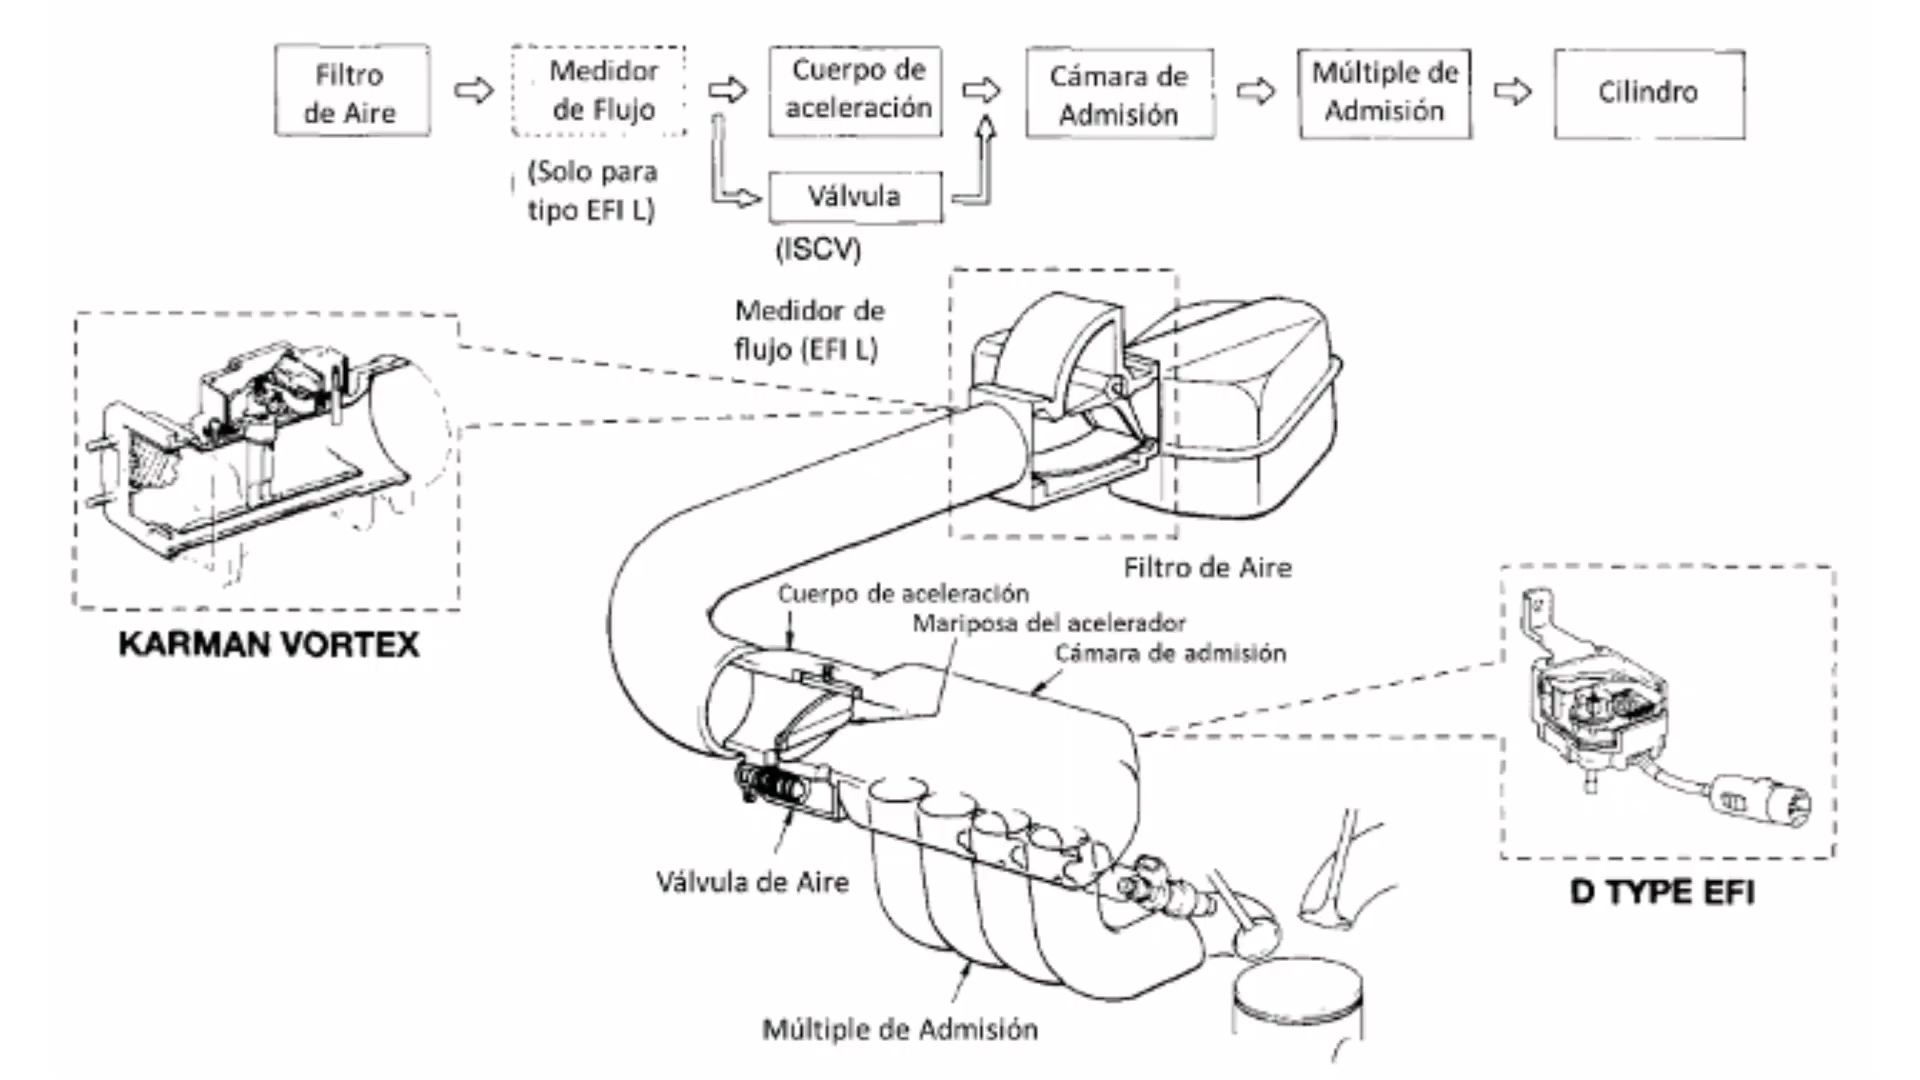 Filtro
de Aire
Medidor
de Flujo
(Solo para
tipo EFI L)
Cuerpo de
aceleración
Válvula
(ISCV)
Cámara de
Admisión
Múltiple de
Admisión
Cilindro
Medidor de
flujo (EFI L)
KARMAN VORTEX
Filtro de Aire
Cuerpo de aceleración
Mariposa del acelerador
Cámara de admisión
Válvula de Aire
D TYPE EFI
Múltiple de Admisión